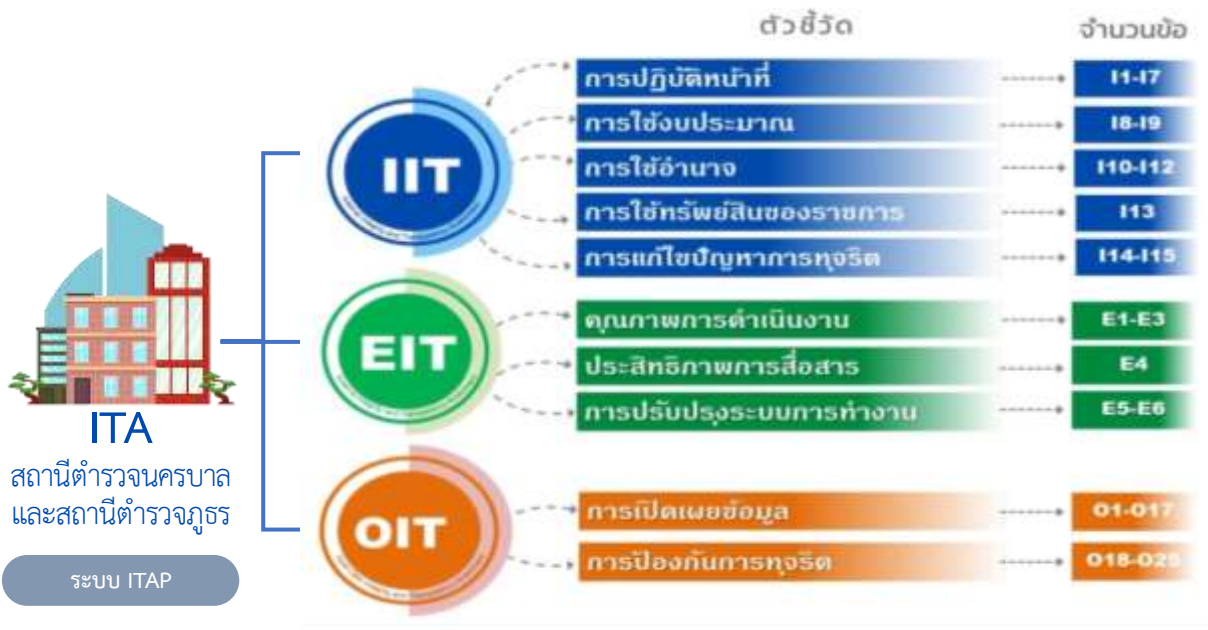 ตัวชี้วัด จำนวนข้อ
IIT
การปฏิบัติหน้าที่ I1-I7
การใช้งบประมาณ I8-I9
การใช้อำนาจ I10-I12
การใช้ทรัพย์สินของราชการ I13
การแก้ไขปัญหาการทุจริต I14-I15
EIT
คุณภาพการดำเนินงาน E1-E3
ประสิทธิภาพการสื่อสาร E4
การปรับปรุงระบบการทำงาน E5-E6
OIT
การเปิดเผยข้อมูล O1-O17
การป้องกันการทุจริต
ITA
สถานีตำรวจนครบาล
และสถานีตำรวจภูธร
ระบบ ITAP